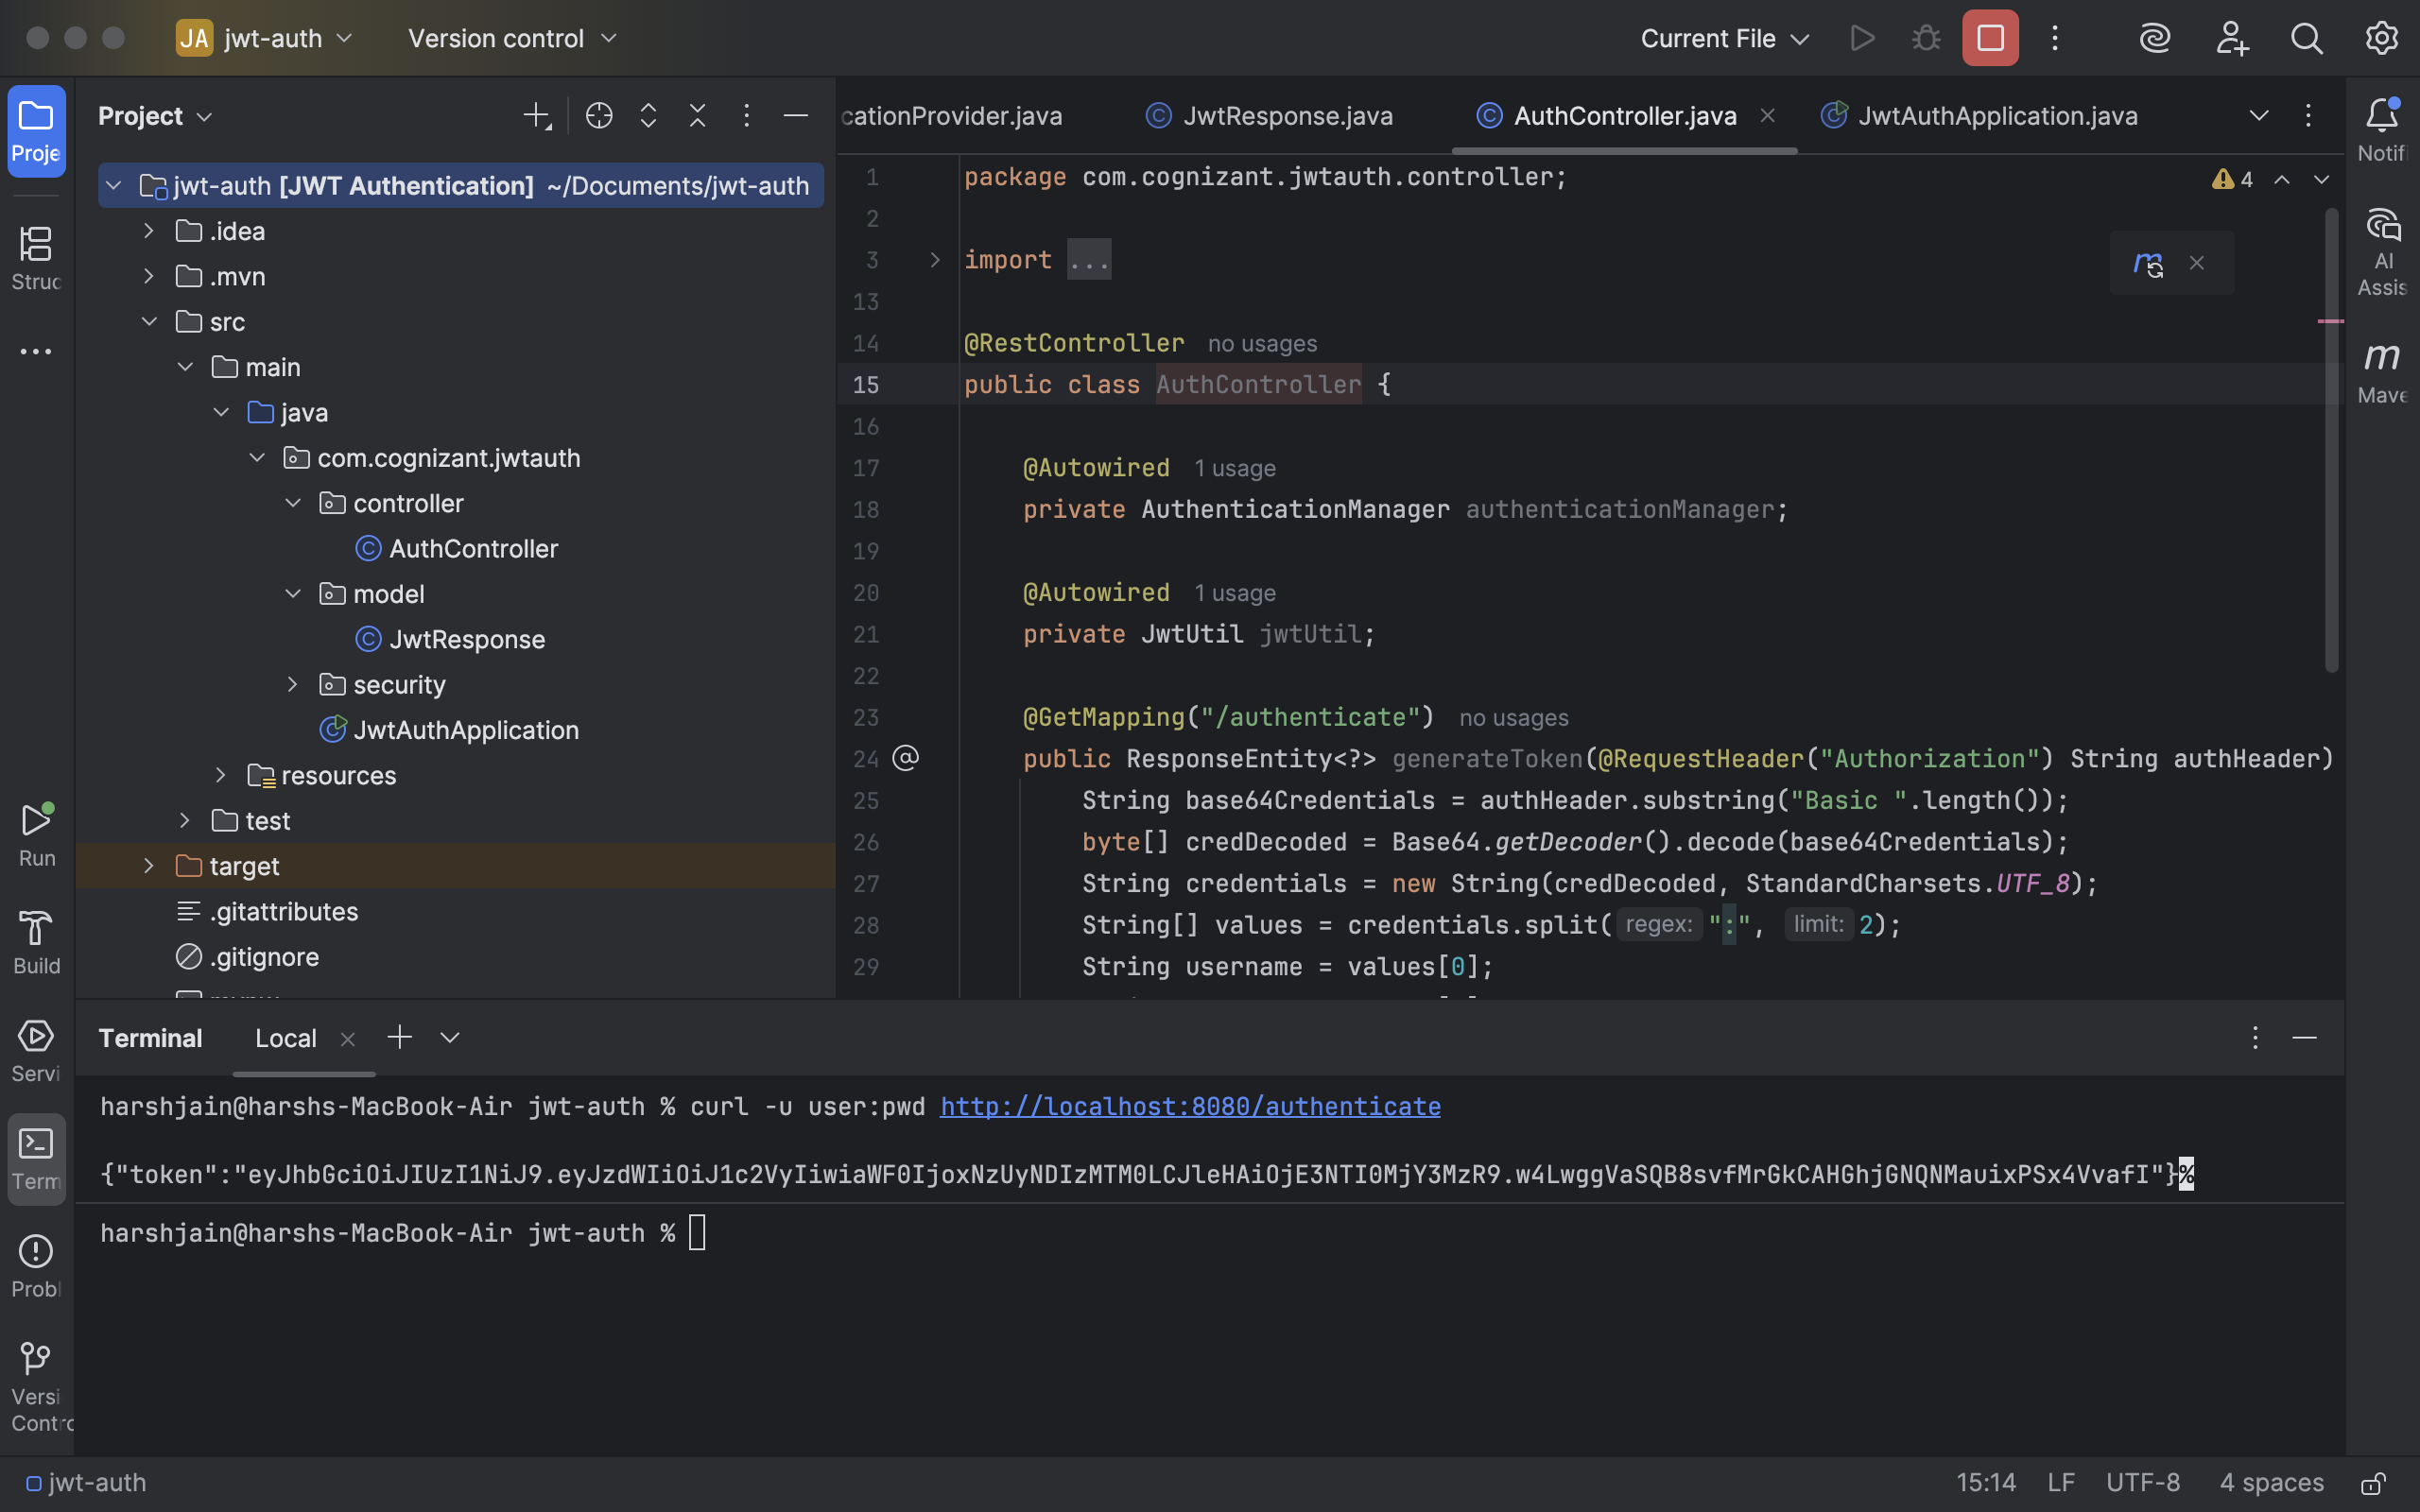 JA jwt-auth Version control Current File
Project
cationProvider.java JwtResponse.java AuthController.java JwtAuthApplication.java
Proje
Struc
jwt-auth [JWT Authentication] ~/Documents/jwt-auth
.idea
.mvn
src
main
java
com.cognizant.jwtauth
controller
AuthController
model
JwtResponse
security
JwtAuthApplication
resources
test
target
.gitattributes
.gitignore
1 package com.cognizant.jwtauth.controller;
2
3 import ...
13
14 @RestController no usages
15 public class AuthController {
16
17 @Autowired 1 usage
18 private AuthenticationManager authenticationManager;
19
20 @Autowired 1 usage
21 private JwtUtil jwtUtil;
22
23 @GetMapping("/authenticate") no usages
24 public ResponseEntity<?> generateToken(@RequestHeader("Authorization") String authHeader)
25 String base64Credentials = authHeader.substring("Basic ".length());
26 byte[] credDecoded = Base64.getDecoder().decode(base64Credentials);
27 String credentials = new String(credDecoded, StandardCharsets.UTF_8);
28 String[] values = credentials.split( regex: ":", limit: 2);
29 String username = values[0];
4
Notif
AI
Assis
m
Mave
Run
Build
Servi
Term
Probl
Versi
Contro
Terminal Local
harshjain@harshs-MacBook-Air jwt-auth % curl -u user:pwd http://localhost:8080/authenticate
{"token":"eyJhbGciOiJIUzI1NiJ9.eyJzdWIiOiJ1c2VyIiwiaWF0IjoxNzUyNDIzMTM0LCJleHAiOjE3NTI0MjY3MzR9.w4LwggVaSQB8svfMrGkCAHGhjGNQNMauixPSx4VvafI"}%
harshjain@harshs-MacBook-Air jwt-auth %
jwt-auth 15:14 LF UTF-8 4 spaces